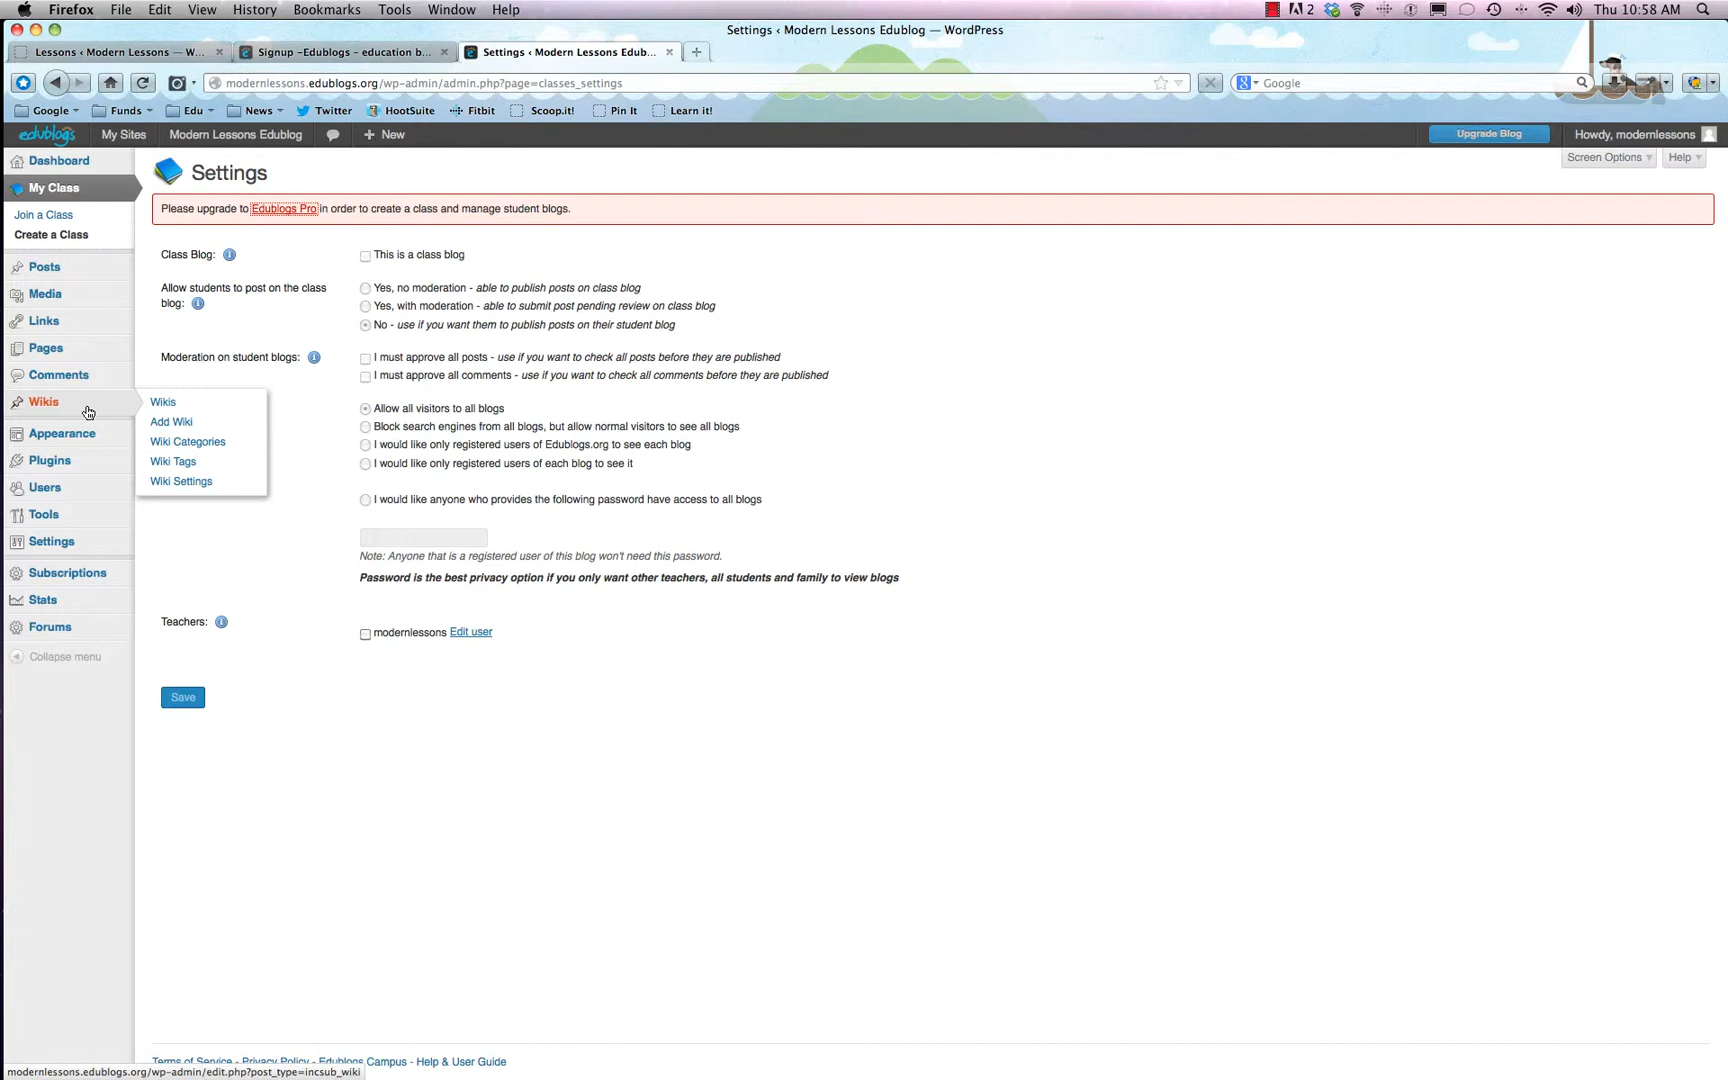 Firefox File Edit View History Bookmarks Tools Window Help 2 Thu 10:58 AM
Settings ‹ Modern Lessons Edublog — WordPress
Lessons ‹ Modern Lessons — W... Signup –Edublogs – education b... Settings ‹ Modern Lessons Edub...
modernlessons.edublogs.org/wp-admin/admin.php?page=classes_settings Google
Google Funds Edu News Twitter HootSuite Fitbit Scoop.it! Pin It Learn it!
edublogs My Sites Modern Lessons Edublog + New Upgrade Blog Howdy, modernlessons
Screen Options Help
Dashboard
My Class
Join a Class
Create a Class
Posts
Media
Links
Pages
Comments
Wikis
Appearance
Plugins
Users
Tools
Settings
Subscriptions
Stats
Forums
Collapse menu
Wikis
Add Wiki
Wiki Categories
Wiki Tags
Wiki Settings
Settings
Please upgrade to Edublogs Pro in order to create a class and manage student blogs.
Class Blog: This is a class blog
Allow students to post on the class blog:
Yes, no moderation - able to publish posts on class blog
Yes, with moderation - able to submit post pending review on class blog
No - use if you want them to publish posts on their student blog
Moderation on student blogs: I must approve all posts - use if you want to check all posts before they are published
I must approve all comments - use if you want to check all comments before they are published
Allow all visitors to all blogs
Block search engines from all blogs, but allow normal visitors to see all blogs
I would like only registered users of Edublogs.org to see each blog
I would like only registered users of each blog to see it
I would like anyone who provides the following password have access to all blogs
Note: Anyone that is a registered user of this blog won't need this password.
Password is the best privacy option if you only want other teachers, all students and family to view blogs
Teachers: modernlessons Edit user
Save
Terms of Service - Privacy Policy - Edublogs Campus - Help & User Guide
modernlessons.edublogs.org/wp-admin/edit.php?post_type=incsub_wiki